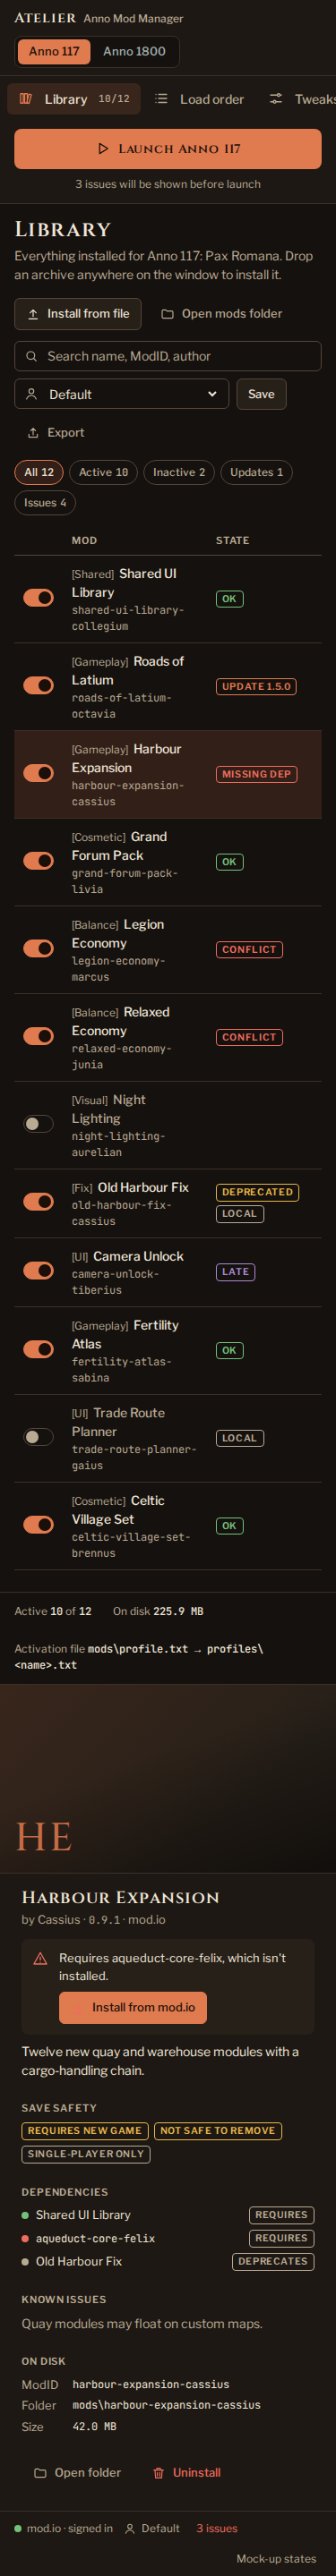 ATELIER Anno Mod Manager
Anno 117 Anno 1800
Library 10/12 Load order Tweaks
LAUNCH ANNO 117
3 issues will be shown before launch
LIBRARY
Everything installed for Anno 117: Pax Romana. Drop
an archive anywhere on the window to install it.
Install from file Open mods folder
Search name, ModID, author
Default Save
Export
All 12 Active 10 Inactive 2 Updates 1
Issues 4
MOD STATE
[Shared] Shared UI
Library
shared-ui-library-
collegium
OK
[Gameplay] Roads of
Latium
roads-of-latium-
octavia
UPDATE 1.5.0
[Gameplay] Harbour
Expansion
harbour-expansion-
cassius
MISSING DEP
[Cosmetic] Grand
Forum Pack
grand-forum-pack-
livia
OK
[Balance] Legion
Economy
legion-economy-
marcus
CONFLICT
[Balance] Relaxed
Economy
relaxed-economy-
junia
CONFLICT
[Visual] Night
Lighting
night-lighting-
aurelian
[Fix] Old Harbour Fix
old-harbour-fix-
cassius
DEPRECATED
LOCAL
[UI] Camera Unlock
camera-unlock-
tiberius
LATE
[Gameplay] Fertility
Atlas
fertility-atlas-
sabina
OK
[UI] Trade Route
Planner
trade-route-planner-
gaius
LOCAL
[Cosmetic] Celtic
Village Set
celtic-village-set-
brennus
OK
Active 10 of 12 On disk 225.9 MB
Activation file mods\profile.txt → profiles\
<name>.txt
HE
HARBOUR EXPANSION
by Cassius · 0.9.1 · mod.io
Requires aqueduct-core-felix, which isn't
installed.
Install from mod.io
Twelve new quay and warehouse modules with a
cargo-handling chain.
SAVE SAFETY
REQUIRES NEW GAME NOT SAFE TO REMOVE
SINGLE-PLAYER ONLY
DEPENDENCIES
Shared UI Library REQUIRES
aqueduct-core-felix REQUIRES
Old Harbour Fix DEPRECATES
KNOWN ISSUES
Quay modules may float on custom maps.
ON DISK
ModID harbour-expansion-cassius
Folder mods\harbour-expansion-cassius
Size 42.0 MB
Open folder Uninstall
mod.io · signed in Default 3 issues
Mock-up states